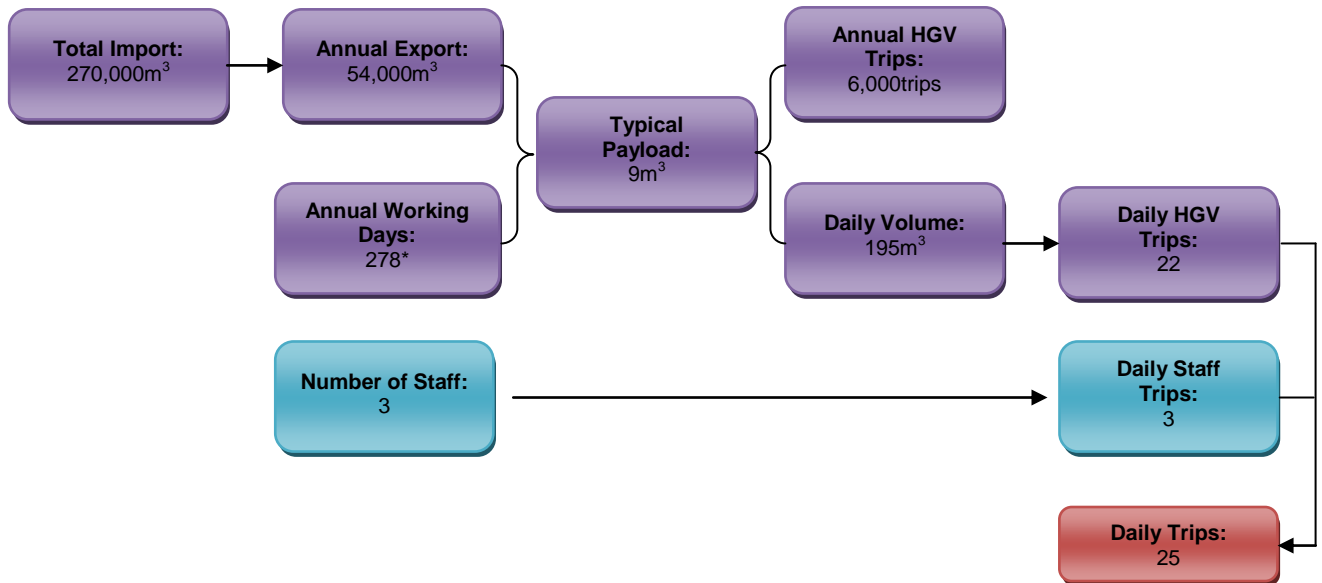 Total Import:
270,000m³
Annual Export:
54,000m³
Annual HGV
Trips:
6,000trips
Typical
Payload:
9m³
Annual Working
Days:
278*
Daily Volume:
195m³
Daily HGV
Trips:
22
Number of Staff:
3
Daily Staff
Trips:
3
Daily Trips:
25